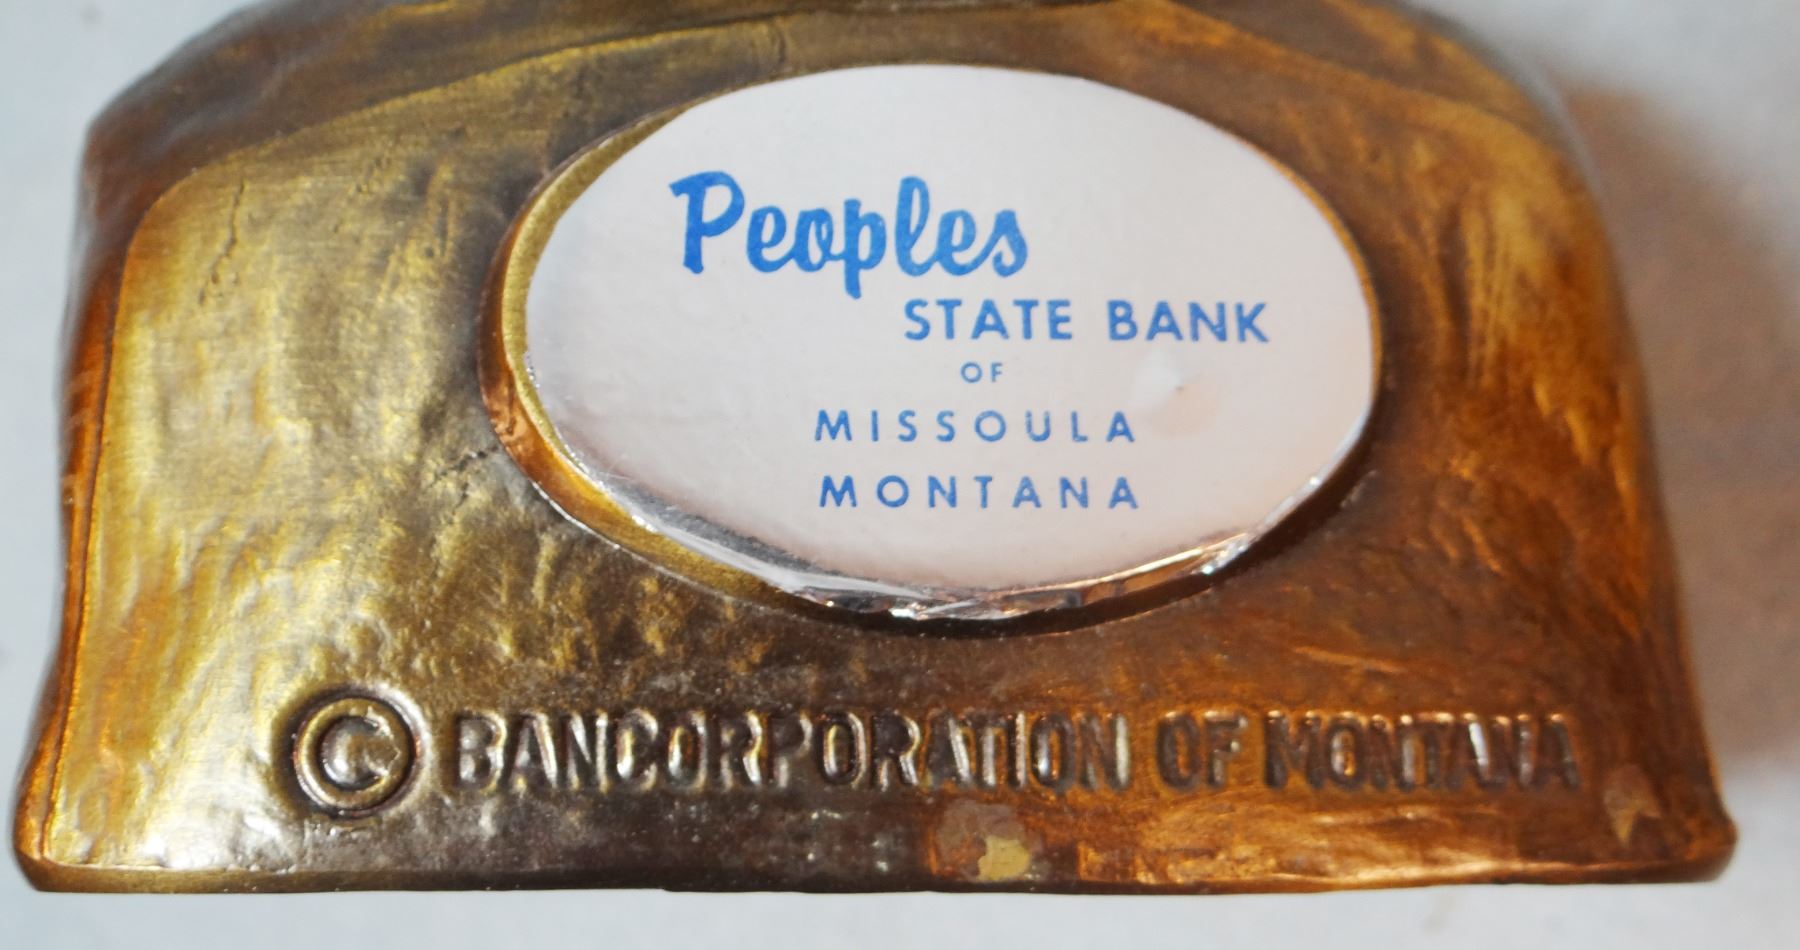 Peoples
STATE BANK
OF
MISSOULA
MONTANA
© BANCORPORATION OF MONTANA